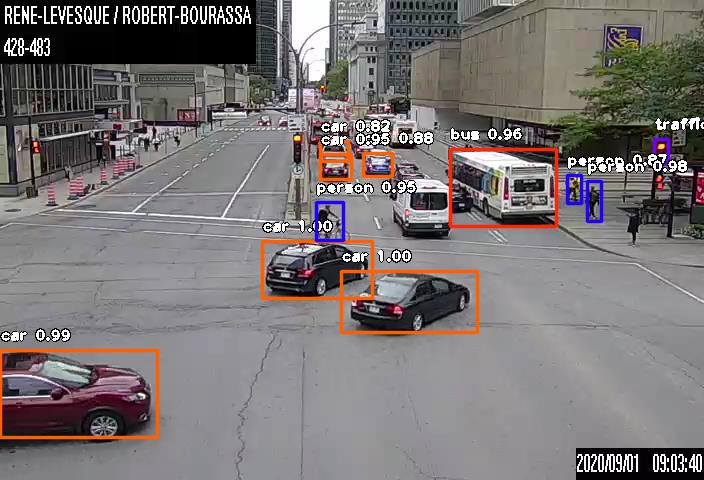 RENE-LEVESQUE / ROBERT-BOURASSA
428-483
car 0.82
car 0.95
0.88
bus 0.96
traffic
person 0.87
person 0.98
person 0.95
car 1.00
car 1.00
car 0.99
2020/09/01 09:03:40